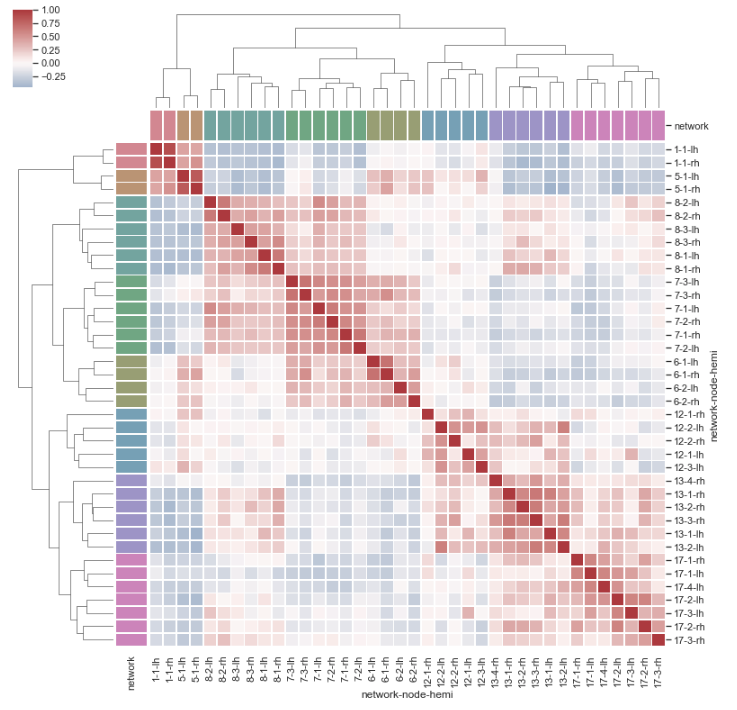 1.00
0.75
0.50
0.25
0.00
−0.25
network
1-1-lh
1-1-rh
5-1-lh
5-1-rh
8-2-lh
8-2-rh
8-3-lh
8-3-rh
8-1-lh
8-1-rh
7-3-lh
7-3-rh
7-1-lh
7-2-rh
7-1-rh
7-2-lh
6-1-lh
6-1-rh
6-2-lh
6-2-rh
12-1-rh
12-2-lh
12-2-rh
12-1-lh
12-3-lh
13-4-rh
13-1-rh
13-2-rh
13-3-rh
13-1-lh
13-2-lh
17-1-rh
17-1-lh
17-4-lh
17-2-lh
17-3-lh
17-2-rh
17-3-rh
network-node-hemi
network
1-1-lh
1-1-rh
5-1-lh
5-1-rh
8-2-lh
8-2-rh
8-3-lh
8-3-rh
8-1-lh
8-1-rh
7-3-lh
7-3-rh
7-1-lh
7-2-rh
7-1-rh
7-2-lh
6-1-lh
6-1-rh
6-2-lh
6-2-rh
12-1-rh
12-2-lh
12-2-rh
12-1-lh
12-3-lh
13-4-rh
13-1-rh
13-2-rh
13-3-rh
13-1-lh
13-2-lh
17-1-rh
17-1-lh
17-4-lh
17-2-lh
17-3-lh
17-2-rh
17-3-rh
network-node-hemi